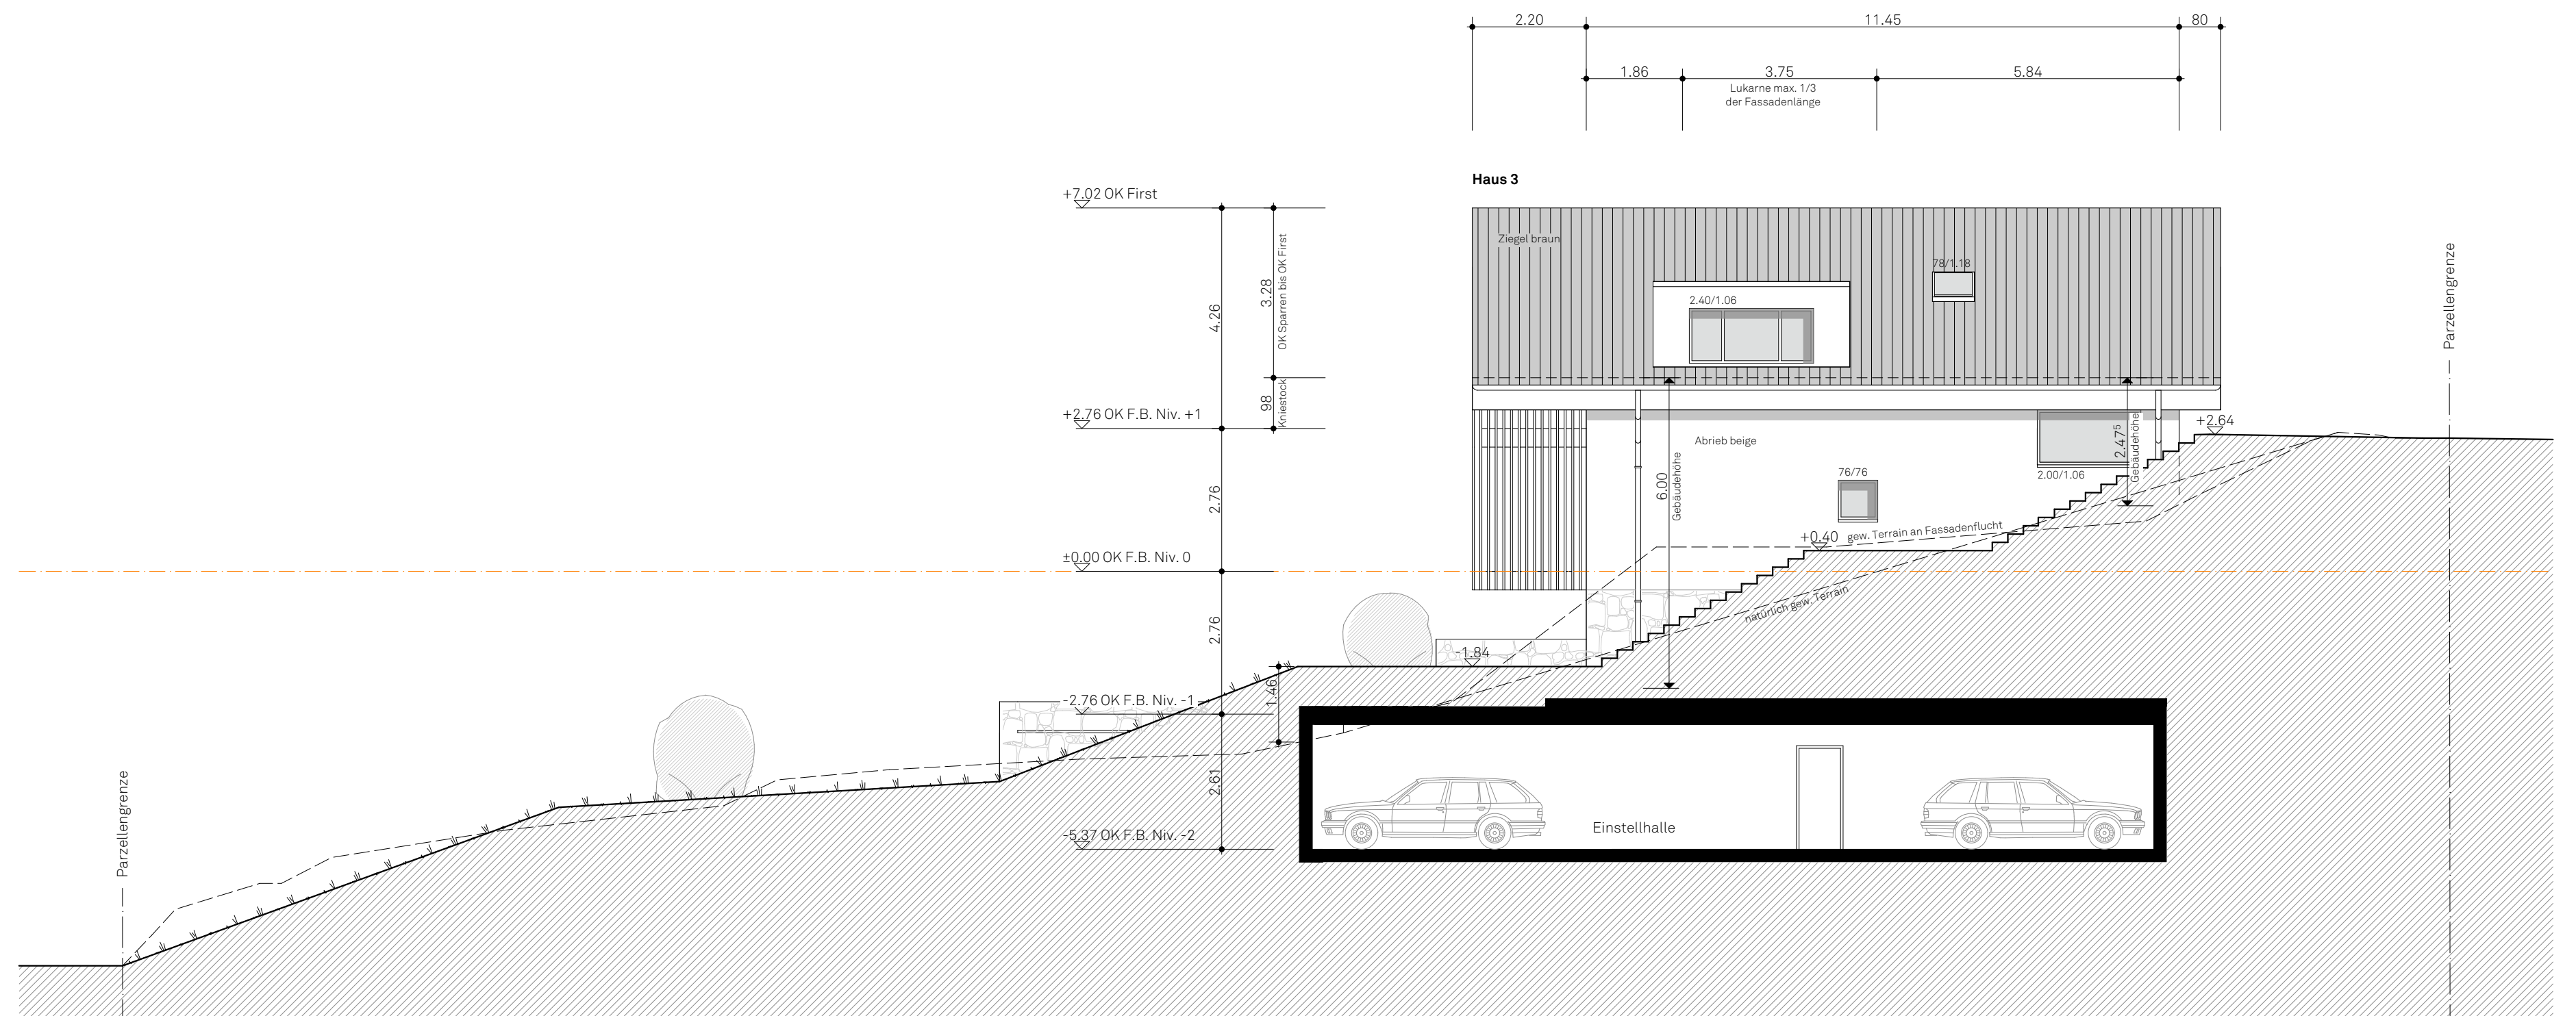 2.20
11.45
80
1.86
3.75
5.84
Lukarne max. 1/3
der Fassadenlänge
Haus 3
+7.02 OK First
Ziegel braun
78/1.18
2.40/1.06
4.26
3.28
OK Sparren bis OK First
98
Kniestock
+2.76 OK F.B. Niv. +1
Abrieb beige
+2.64
2.47⁵
Gebäudehöhe
2.00/1.06
76/76
6.00
Gebäudehöhe
2.76
+0.40
gew. Terrain an Fassadenflucht
±0.00 OK F.B. Niv. 0
natürlich gew. Terrain
2.76
-1.84
1.46
-2.76 OK F.B. Niv. -1
2.61
-5.37 OK F.B. Niv. -2
Einstellhalle
Parzellengrenze
Parzellengrenze